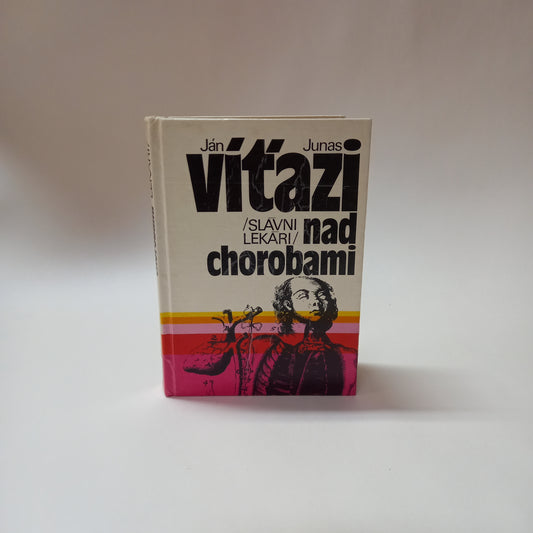 Ján Junas
víťazi
/SLÁVNI
LEKÁRI/ nad
chorobami